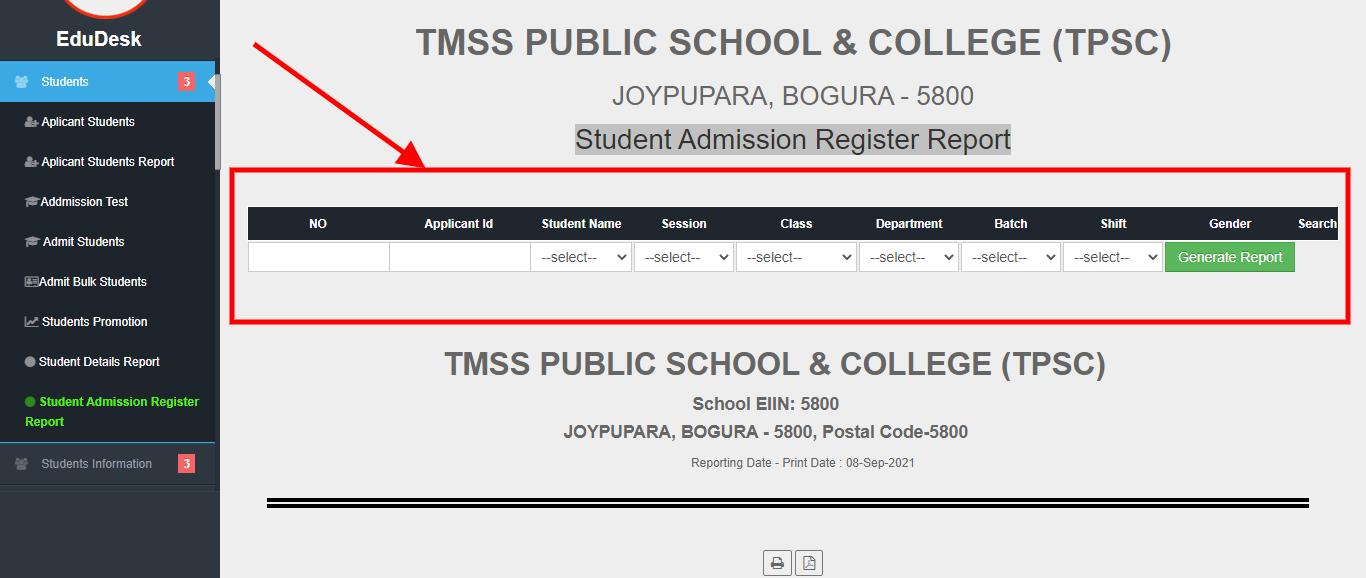 EduDesk
Students 3
Aplicant Students
Aplicant Students Report
Addmission Test
Admit Students
Admit Bulk Students
Students Promotion
Student Details Report
Student Admission Register
Report
Students Information 3
TMSS PUBLIC SCHOOL & COLLEGE (TPSC)
JOYPUPARA, BOGURA - 5800
Student Admission Register Report
NO Applicant Id Student Name Session Class Department Batch Shift Gender Search
--select-- --select-- --select-- --select-- --select-- --select-- Generate Report
TMSS PUBLIC SCHOOL & COLLEGE (TPSC)
School EIIN: 5800
JOYPUPARA, BOGURA - 5800, Postal Code-5800
Reporting Date - Print Date : 08-Sep-2021